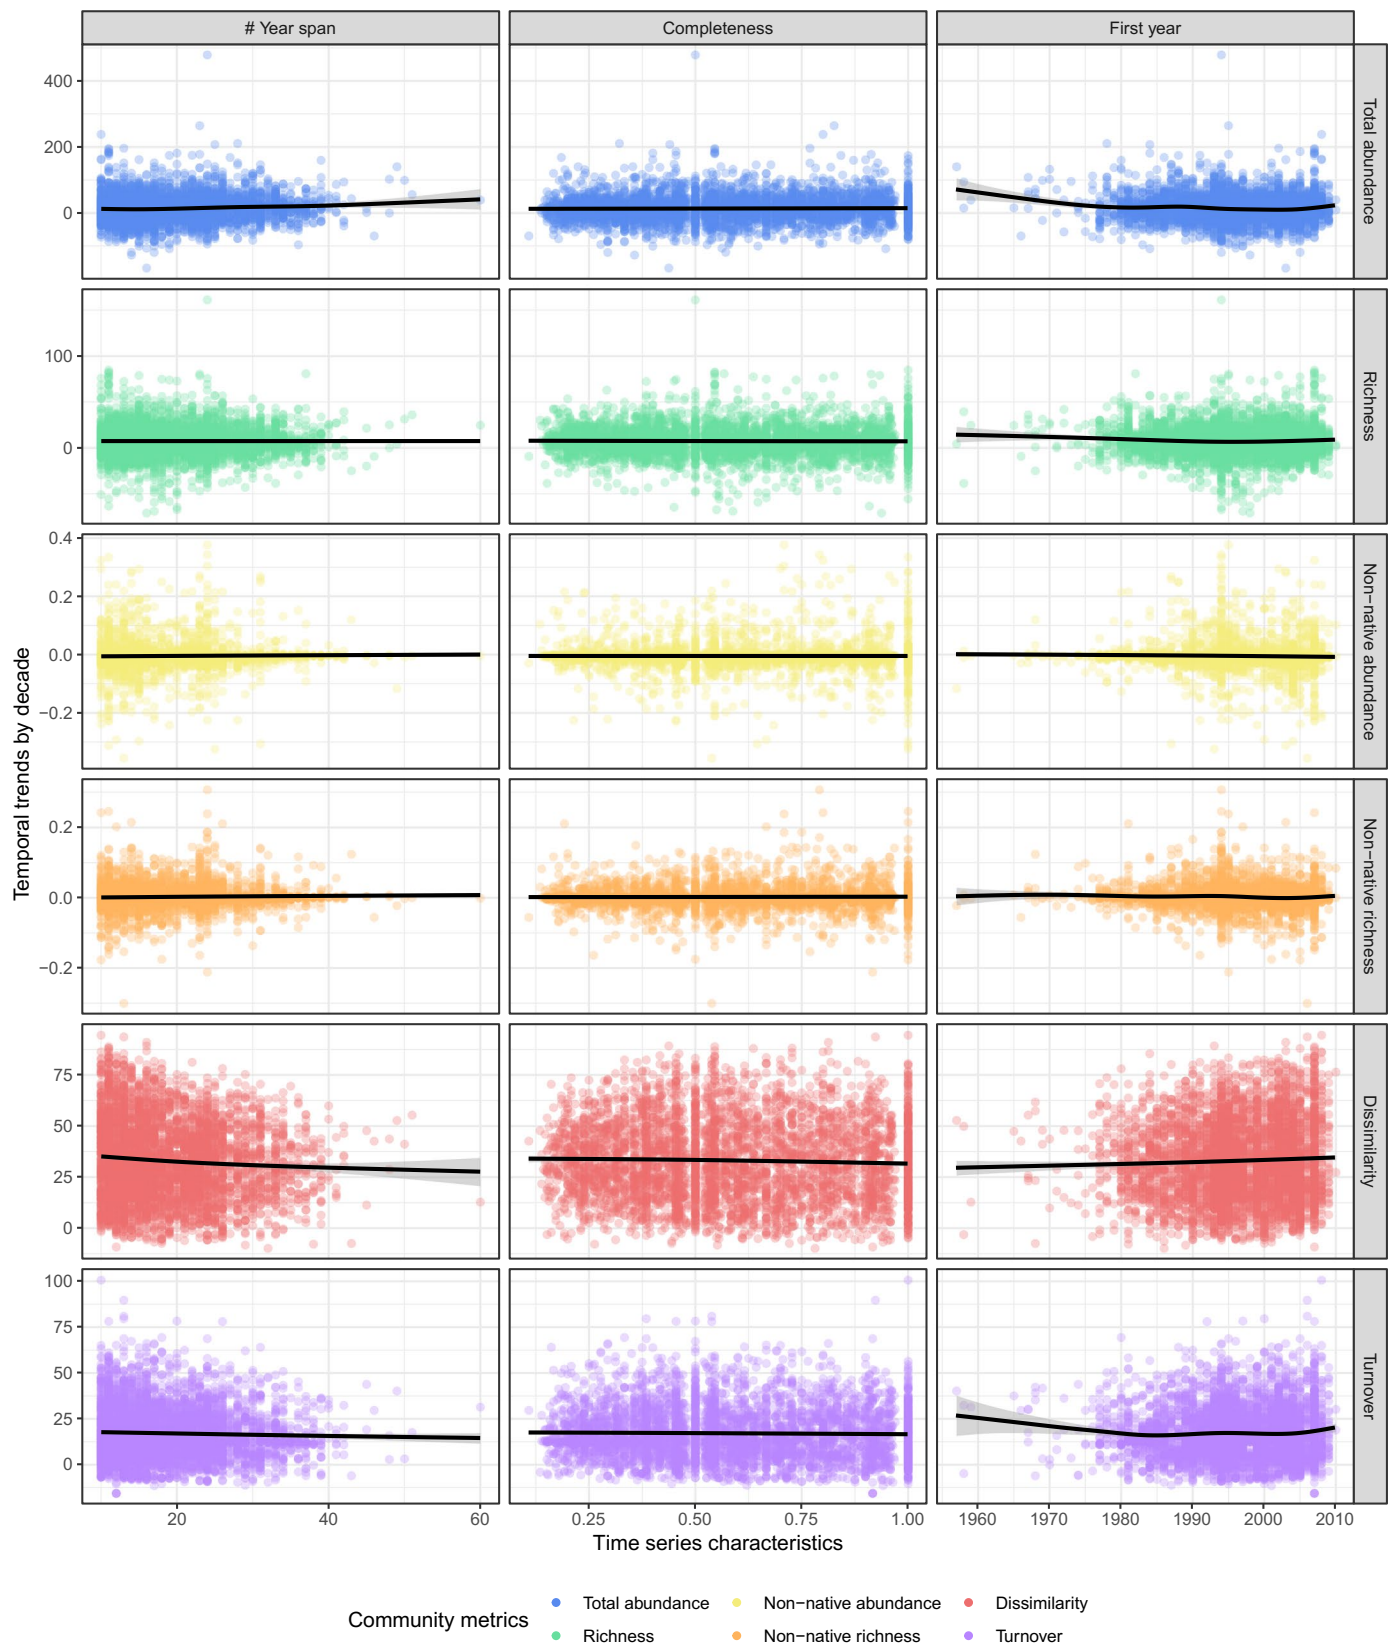 # Year span
Completeness
First year
Total abundance
400
200
0
Richness
100
0
Non−native abundance
0.4
0.2
0.0
−0.2
Non−native richness
0.2
0.0
−0.2
Dissimilarity
75
50
25
0
Turnover
100
75
50
25
0
Temporal trends by decade
20 40 60
0.25 0.50 0.75 1.00
1960 1970 1980 1990 2000 2010
Time series characteristics
Community metrics
Total abundance
Non−native abundance
Dissimilarity
Richness
Non−native richness
Turnover